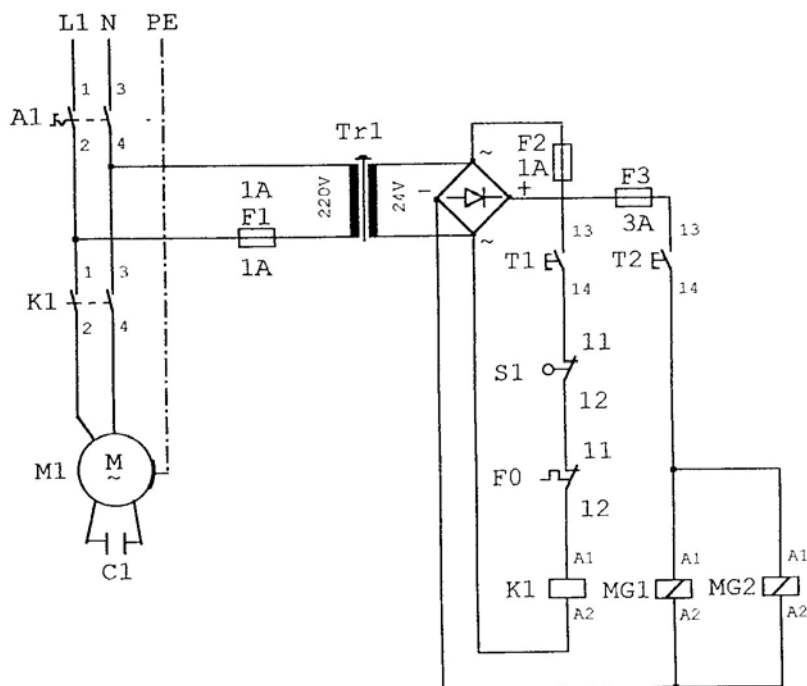 L1 N PE
1 3
A1
2 4
Tr1
220V
24V
1A
F1
1A
~
F2
1A
-
+
~
F3
3A
13
T1
14
13
T2
14
1 3
K1
2 4
11
S1
12
11
F0
12
M1
M
~
C1
A1
K1
A2
A1
MG1
A2
A1
MG2
A2